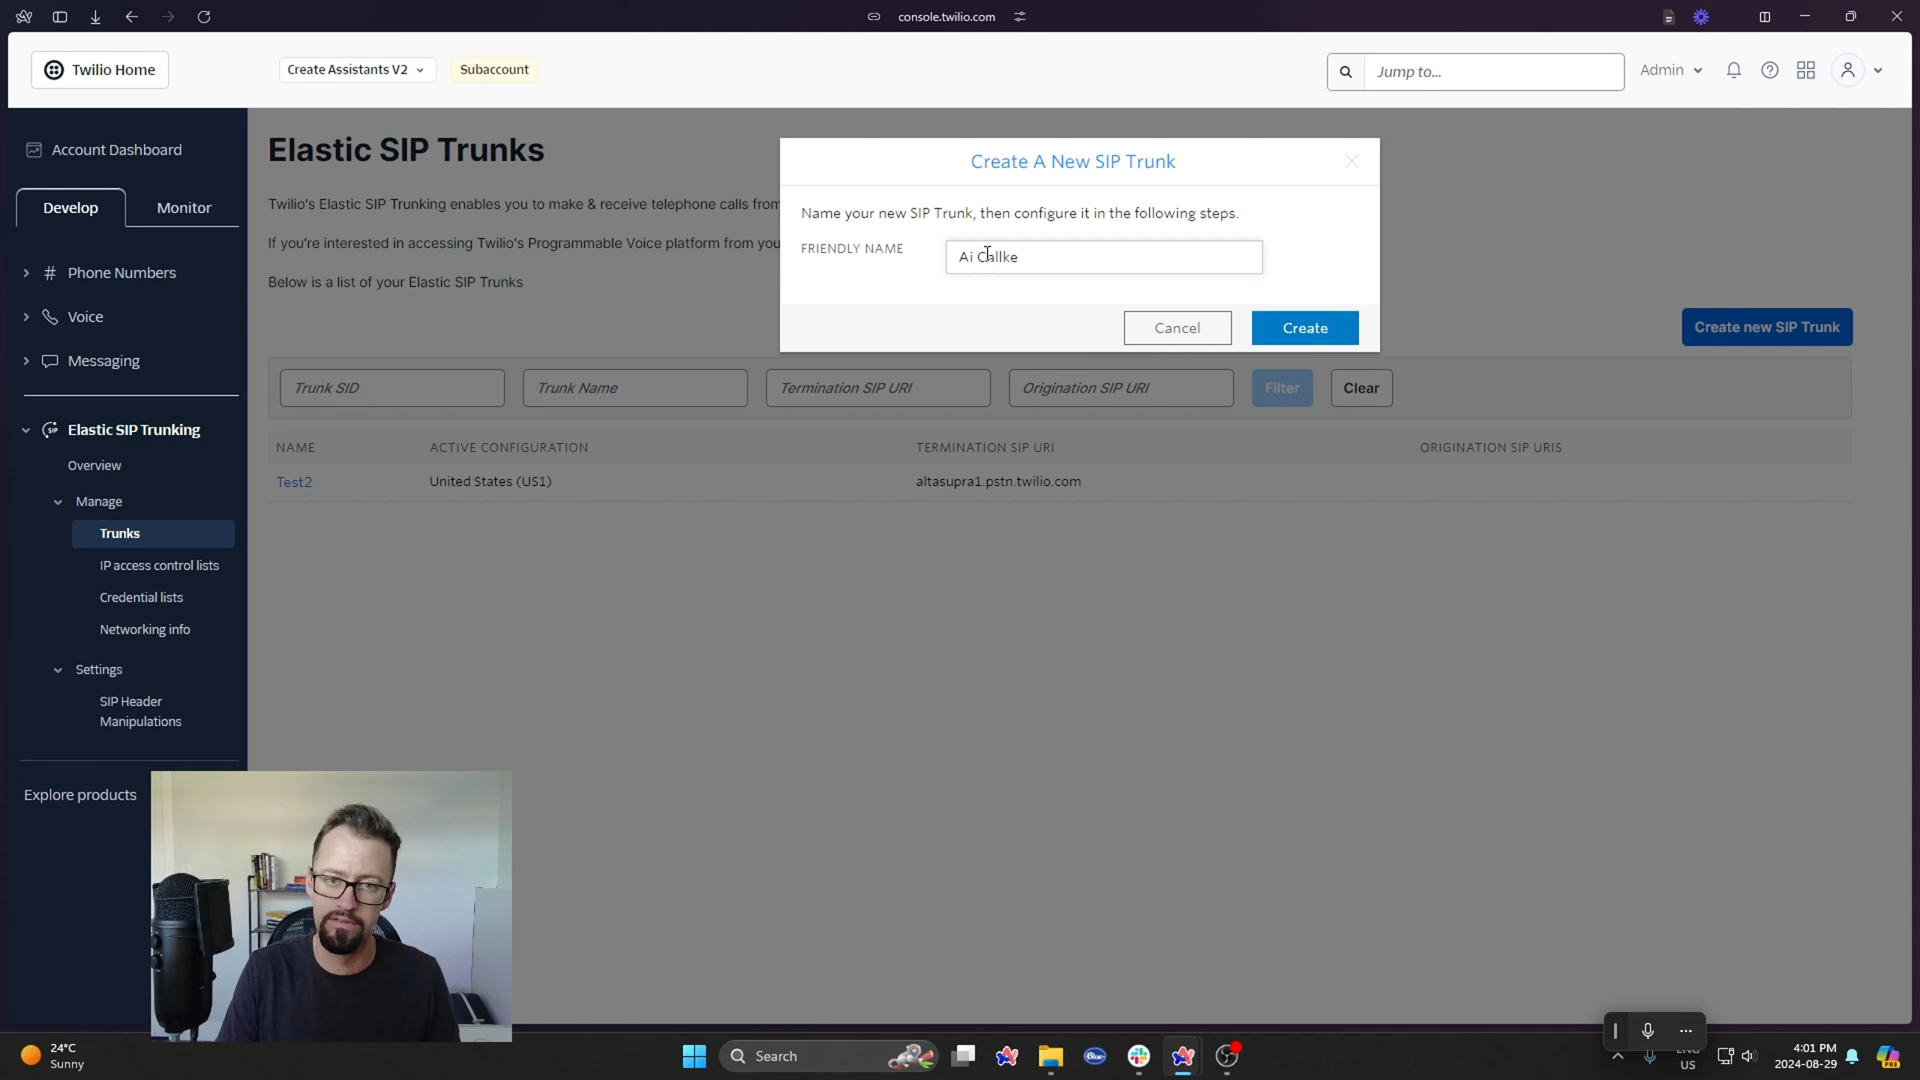 console.twilio.com
Twilio Home
Create Assistants V2
Subaccount
Jump to...
Admin
Account Dashboard
Develop
Monitor
# Phone Numbers
Voice
Messaging
SIP Elastic SIP Trunking
Overview
Manage
Trunks
IP access control lists
Credential lists
Networking info
Settings
SIP Header
Manipulations
Explore products
Elastic SIP Trunks
Twilio's Elastic SIP Trunking enables you to make & receive telephone calls from
If you're interested in accessing Twilio's Programmable Voice platform from you
Below is a list of your Elastic SIP Trunks
Create new SIP Trunk
Create A New SIP Trunk
Name your new SIP Trunk, then configure it in the following steps.
FRIENDLY NAME
Ai Callke
Cancel
Create
Trunk SID
Trunk Name
Termination SIP URI
Origination SIP URI
Filter
Clear
NAME
ACTIVE CONFIGURATION
TERMINATION SIP URI
ORIGINATION SIP URIS
Test2
United States (US1)
altasupra1.pstn.twilio.com
24°C
Sunny
Search
Blue
ENG
US
4:01 PM
2024-08-29
PRE